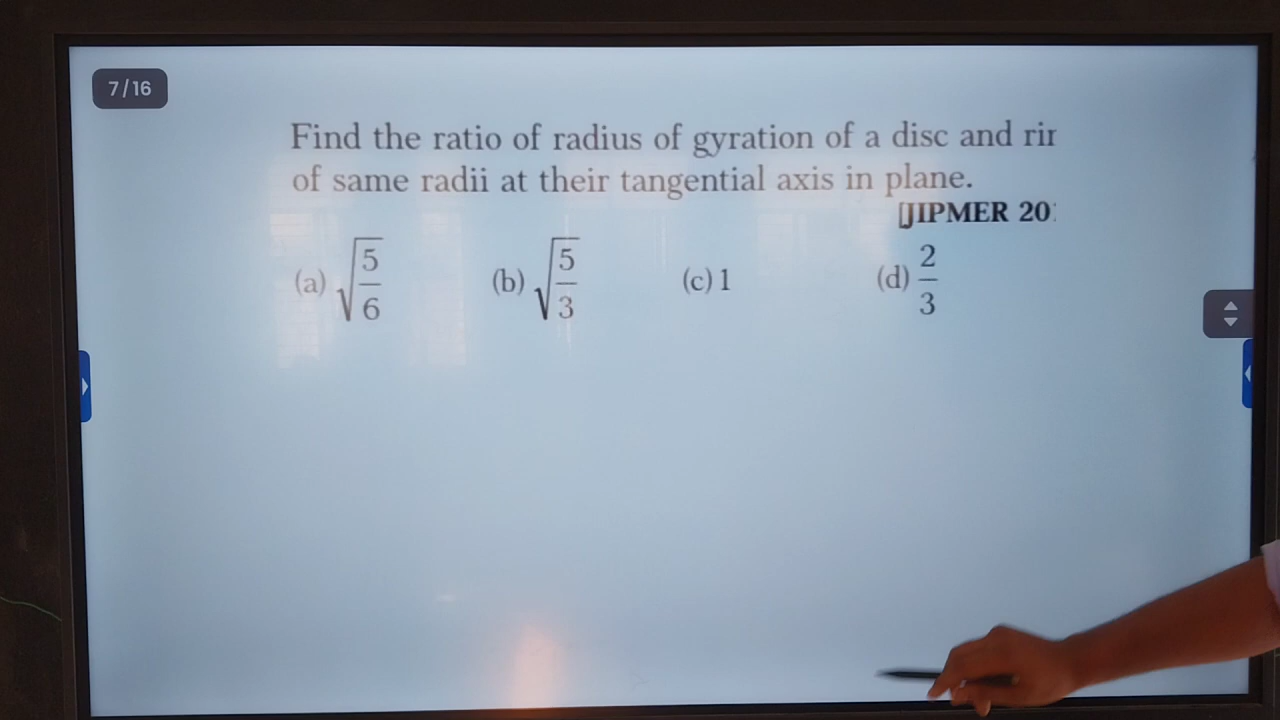 7/16
Find the ratio of radius of gyration of a disc and rir
of same radii at their tangential axis in plane.
[JIPMER 20
(a) √5/6 (b) √5/3 (c) 1 (d) 2/3